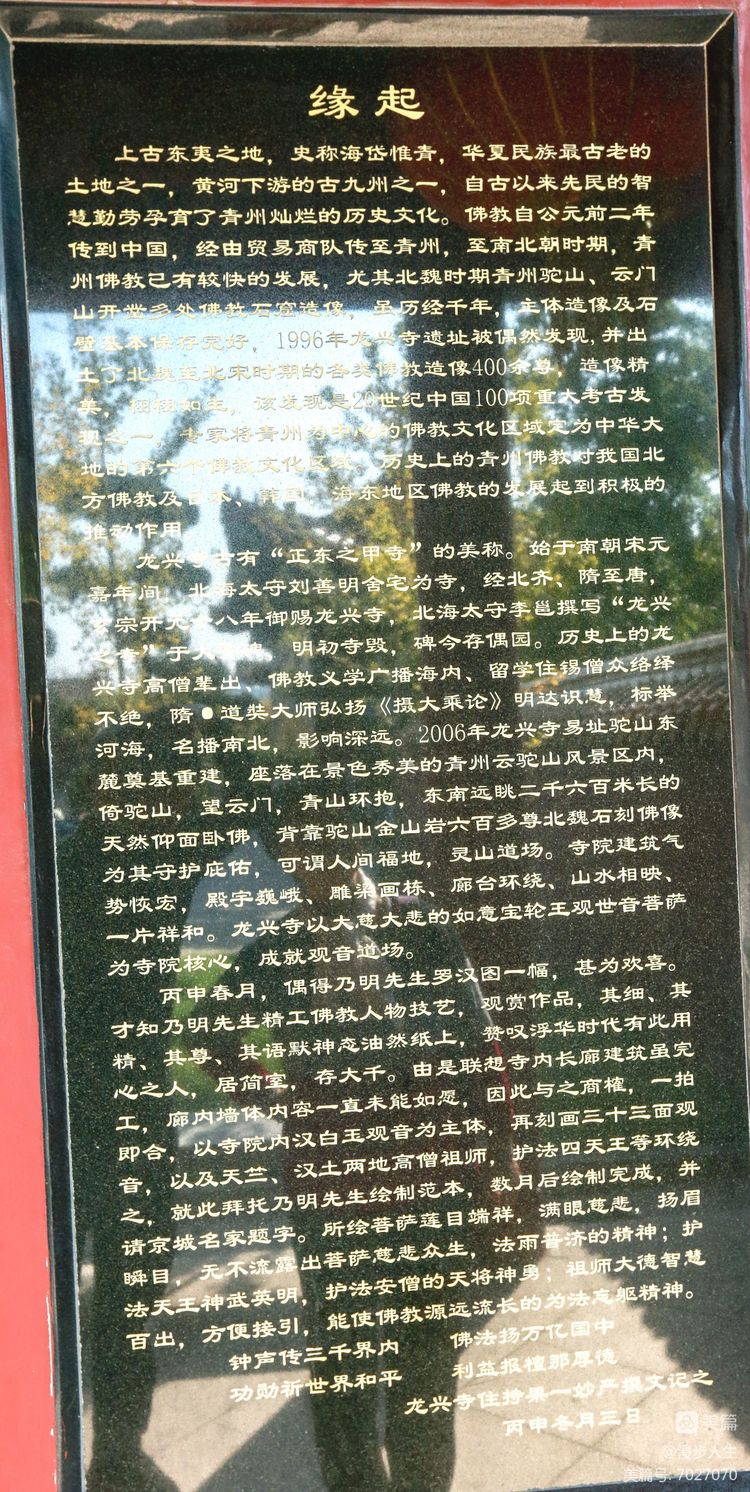 缘起
上古东夷之地，史称海岱惟青，华夏民族最古老的
土地之一，黄河下游的古九州之一，自古以来先民的智
慧勤劳孕育了青州灿烂的历史文化。佛教自公元前二年
传到中国，经由贸易商队传至青州，至南北朝时期，青
州佛教已有较快的发展，尤其北魏时期青州驼山、云门
山开堂多处佛教石窟造像，虽历经千年，主体造像及石
壁基本保存完好，1996年龙兴寺遗址被偶然发现，并出
土了北魏至北宋时期的各类佛教造像400余尊，造像精
美，栩栩如生，该发现是20世纪中国100项重大考古发
现之一，专家将青州为中心的佛教文化区域定为中华大
地的第六个佛教文化区域，历史上的青州佛教对我国北
方佛教及日本、韩国、海东地区佛教的发展起到积极的
推动作用
龙兴寺古有“正东之甲寺”的美称。始于南朝宋元
嘉年间，北海太守刘善明舍宅为寺，经北齐、隋至唐，
玄宗开元十八年御赐龙兴寺，北海太守李邕撰写“龙兴
之寺”于大 碑，明初寺毁，碑今存偶园。历史上的龙
兴寺高僧辈出、佛教义学广播海内、留学住锡僧众络绎
不绝，隋●道奘大师弘扬《摄大乘论》明达识慧，标举
河海，名播南北，影响深远。2006年龙兴寺易址驼山东
麓奠基重建，座落在景色秀美的青州云驼山风景区内，
倚驼山，望云门，青山环抱，东南远眺二千六百米长的
天然仰面卧佛，背靠驼山金山岩六百多尊北魏石刻佛像
为其守护庇佑，可谓人间福地，灵山道场。寺院建筑气
势恢宏，殿宇巍峨、雕梁画栋、廊台环绕、山水相映、
一片祥和。龙兴寺以大慈大悲的如意宝轮王观世音菩萨
为寺院核心，成就观音道场。
丙申春月，偶得乃明先生罗汉图一幅，甚为欢喜。
才知乃明先生精工佛教人物技艺，观赏作品，其细、其
精、其尊、其语默神态油然纸上，赞叹浮华时代有此用
心之人，居简室，存大千。由是联想寺内长廊建筑虽完
工，廊内墙体内容一直未能如愿，因此与之商榷，一拍
即合，以寺院内汉白玉观音为主体，再刻画三十三面观
音，以及天竺、汉土两地高僧祖师，护法四天王等环绕
之，就此拜托乃明先生绘制范本，数月后绘制完成，并
请京城名家题字。所绘菩萨莲目端祥，满眼慈悲，扬眉
瞬目，无不流露出菩萨慈悲众生，法雨普济的精神；护
法天王神武英明，护法安僧的天将神勇；祖师大德智慧
百出，方便接引，能使佛教源远流长的为法忘躯精神。
钟声传三千界内 佛法扬万亿国中
功勋祈世界和平 利益报檀那厚德
龙兴寺住持果一妙严撰文记之
丙申冬月三日
美篇
@漫步人生
美篇号: 7027070